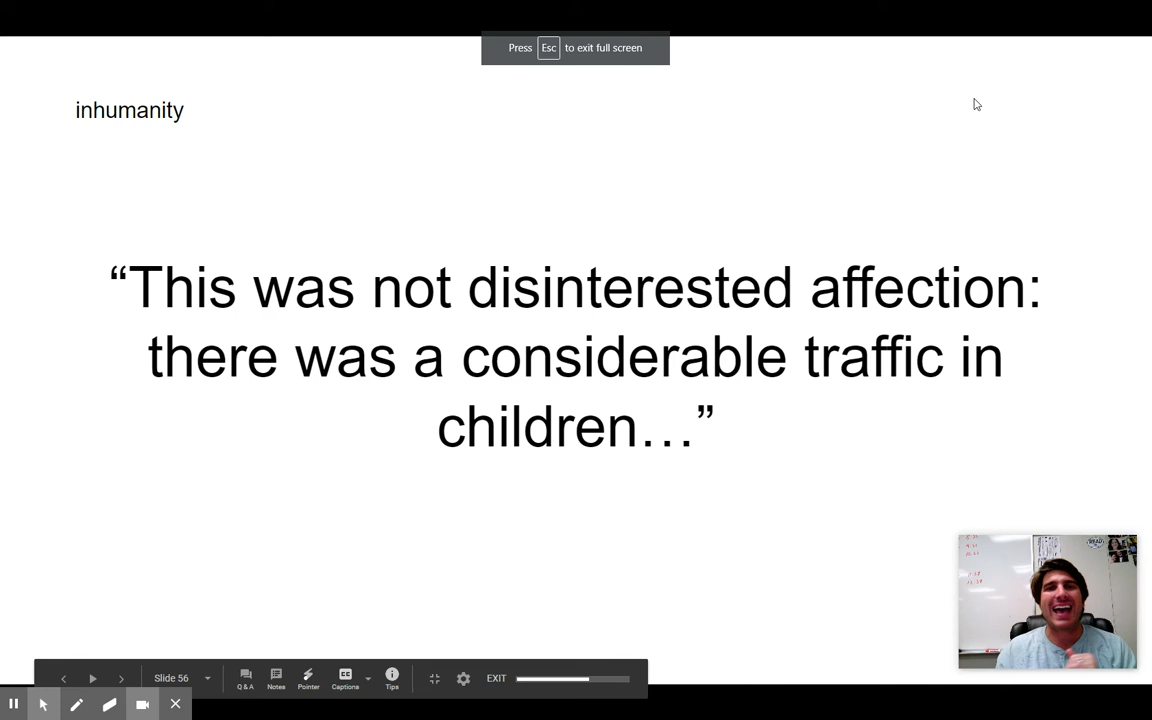 Press Esc to exit full screen
inhumanity
“This was not disinterested affection:
there was a considerable traffic in
children…”
READ
Slide 56
Q & A
Notes
Pointer
Captions
Tips
EXIT